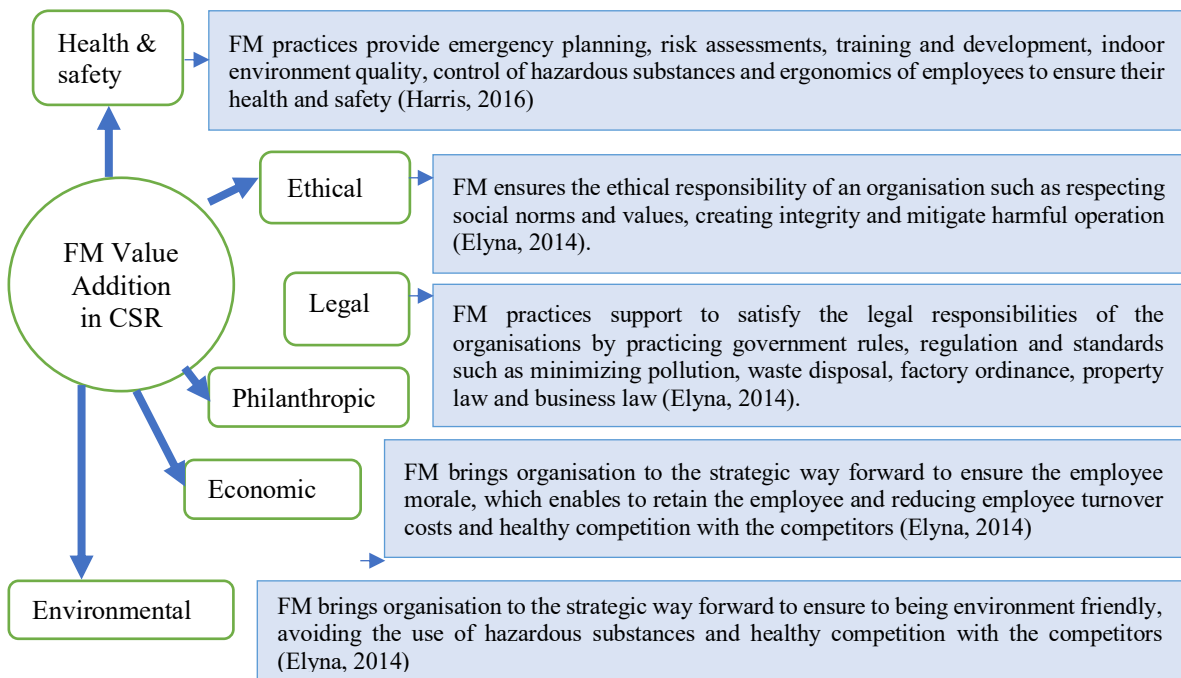 Health &
safety
FM practices provide emergency planning, risk assessments, training and development, indoor
environment quality, control of hazardous substances and ergonomics of employees to ensure their
health and safety (Harris, 2016)
Ethical
FM ensures the ethical responsibility of an organisation such as respecting
social norms and values, creating integrity and mitigate harmful operation
(Elyna, 2014).
FM Value
Addition
in CSR
Legal
FM practices support to satisfy the legal responsibilities of the
organisations by practicing government rules, regulation and standards
such as minimizing pollution, waste disposal, factory ordinance, property
law and business law (Elyna, 2014).
Philanthropic
Economic
FM brings organisation to the strategic way forward to ensure the employee
morale, which enables to retain the employee and reducing employee turnover
costs and healthy competition with the competitors (Elyna, 2014)
Environmental
FM brings organisation to the strategic way forward to ensure to being environment friendly,
avoiding the use of hazardous substances and healthy competition with the competitors
(Elyna, 2014)